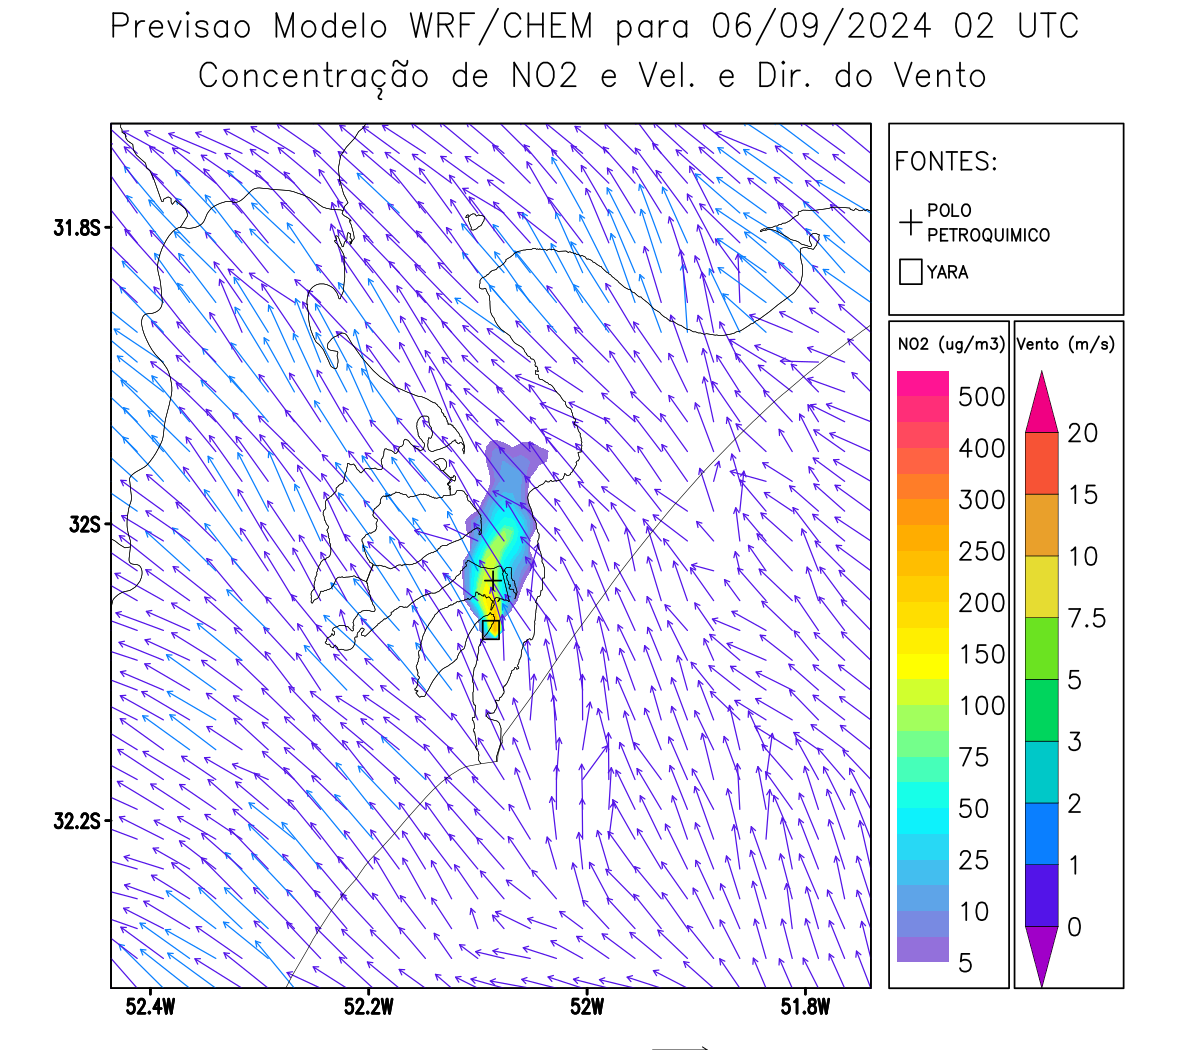 Previsao Modelo WRF/CHEM para 06/09/2024 02 UTC
Concentração de NO2 e Vel. e Dir. do Vento
FONTES:
POLO
PETROQUIMICO
YARA
31.8S
32S
32.2S
52.4W
52.2W
52W
51.8W
NO2 (ug/m3)
500
400
300
250
200
150
100
75
50
25
10
5
Vento (m/s)
20
15
10
7.5
5
3
2
1
0